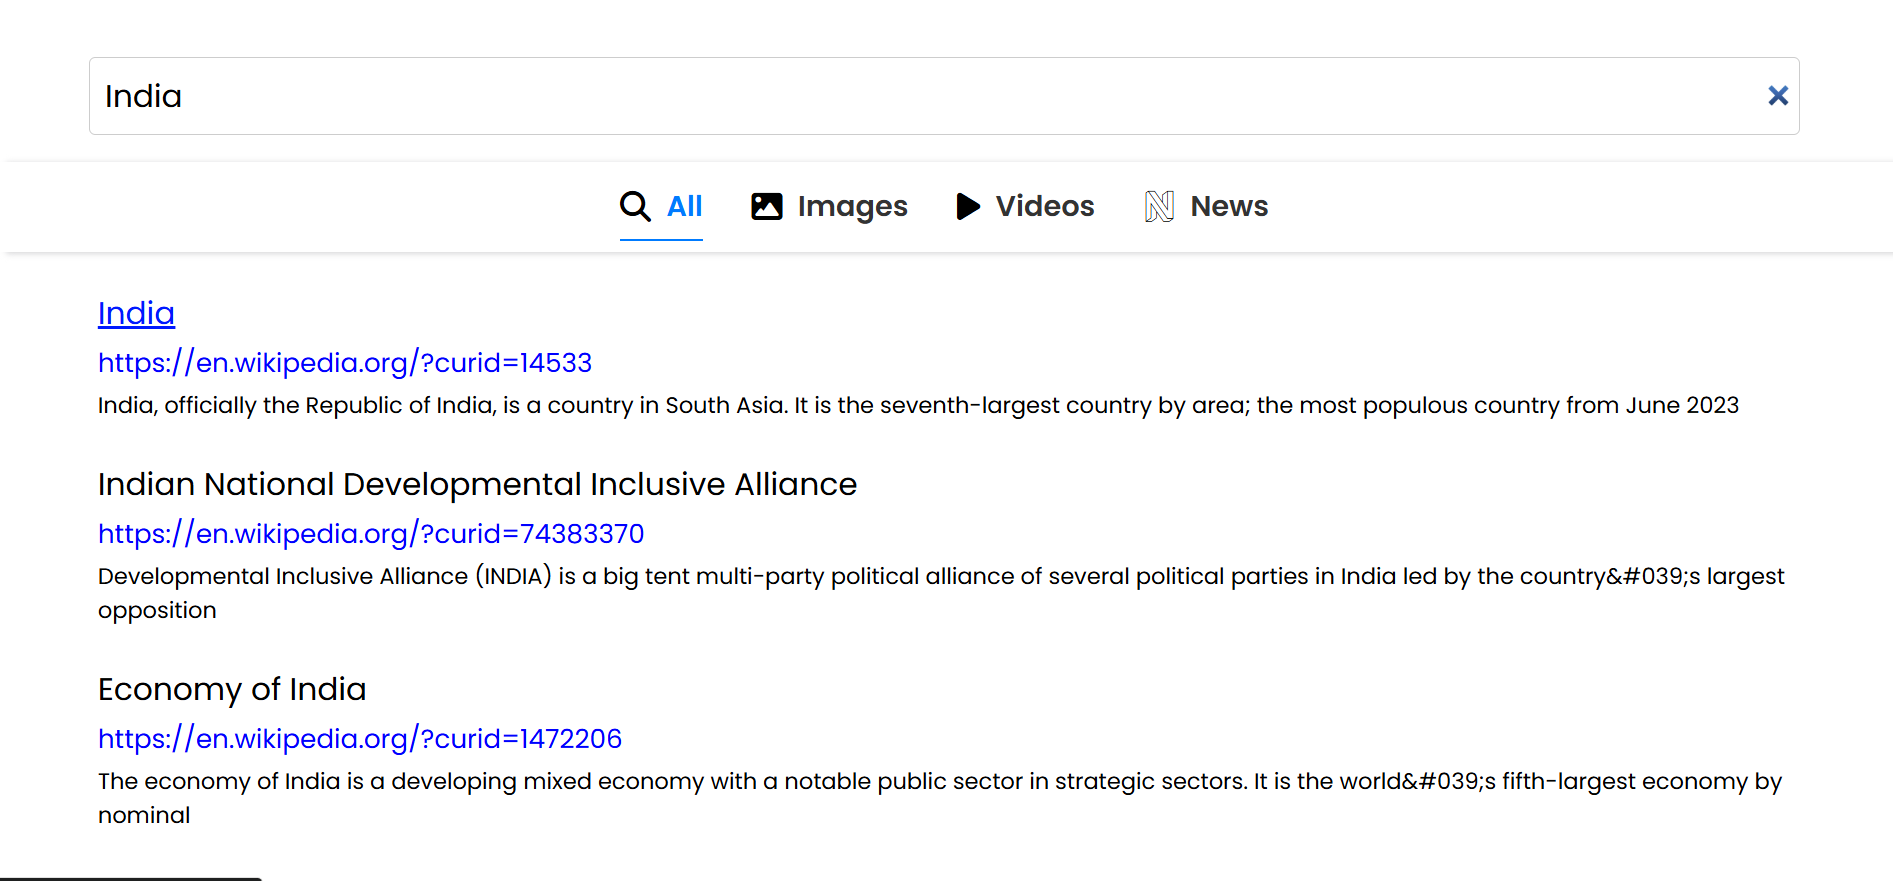 India
All Images Videos News
India
https://en.wikipedia.org/?curid=14533
India, officially the Republic of India, is a country in South Asia. It is the seventh-largest country by area; the most populous country from June 2023
Indian National Developmental Inclusive Alliance
https://en.wikipedia.org/?curid=74383370
Developmental Inclusive Alliance (INDIA) is a big tent multi-party political alliance of several political parties in India led by the country&#039;s largest
opposition
Economy of India
https://en.wikipedia.org/?curid=1472206
The economy of India is a developing mixed economy with a notable public sector in strategic sectors. It is the world&#039;s fifth-largest economy by
nominal